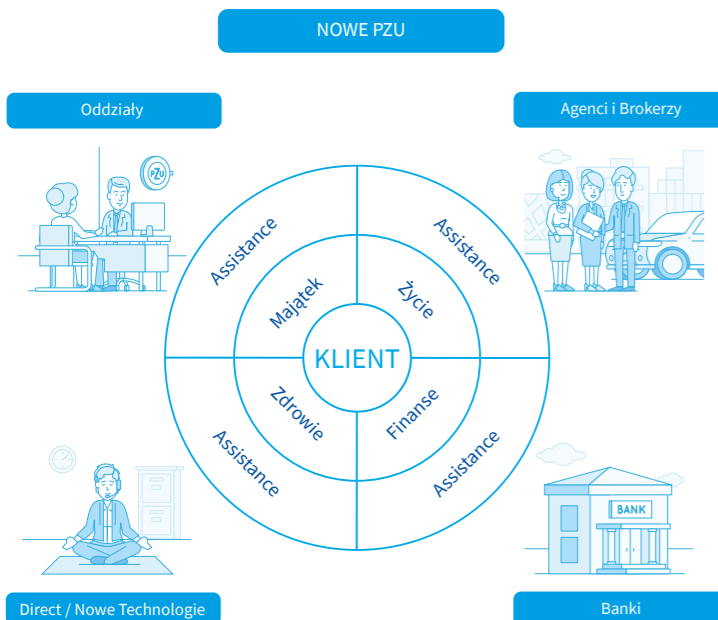 NOWE PZU
Oddziały
Agenci i Brokerzy
PZU
Assistance
Assistance
Majątek
Życie
KLIENT
Zdrowie
Finanse
Assistance
Assistance
BANK
Direct / Nowe Technologie
Banki